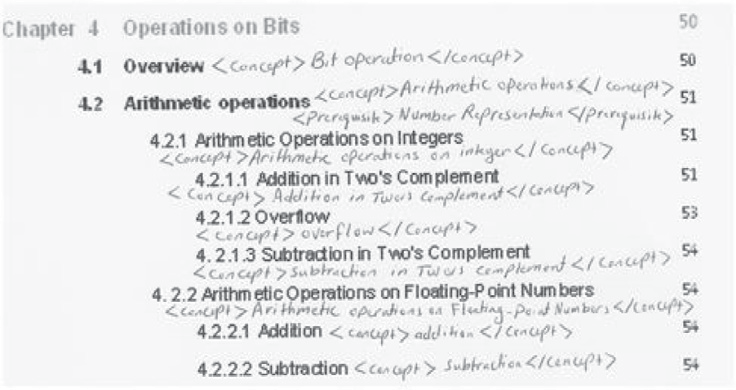 Chapter 4 Operations on Bits 50
4.1 Overview <concept> Bit operation </concept> 50
4.2 Arithmetic operations <concept> Arithmetic operations </concept> 51
<Prerequisite> Number Representation </Prerequisite>
4.2.1 Arithmetic Operations on Integers 51
<concept> Arithmetic operations on integer </concept>
4.2.1.1 Addition in Two's Complement 51
<concept> Addition in Two's Complement </concept>
4.2.1.2 Overflow 53
<concept> overflow </concept>
4.2.1.3 Subtraction in Two's Complement 54
<concept> Subtraction in Two's complement </concept>
4.2.2 Arithmetic Operations on Floating-Point Numbers 54
<concept> Arithmetic operations on Floating-Point Numbers </concept>
4.2.2.1 Addition <concept> addition </concept> 54
4.2.2.2 Subtraction <concept> subtraction </concept> 54